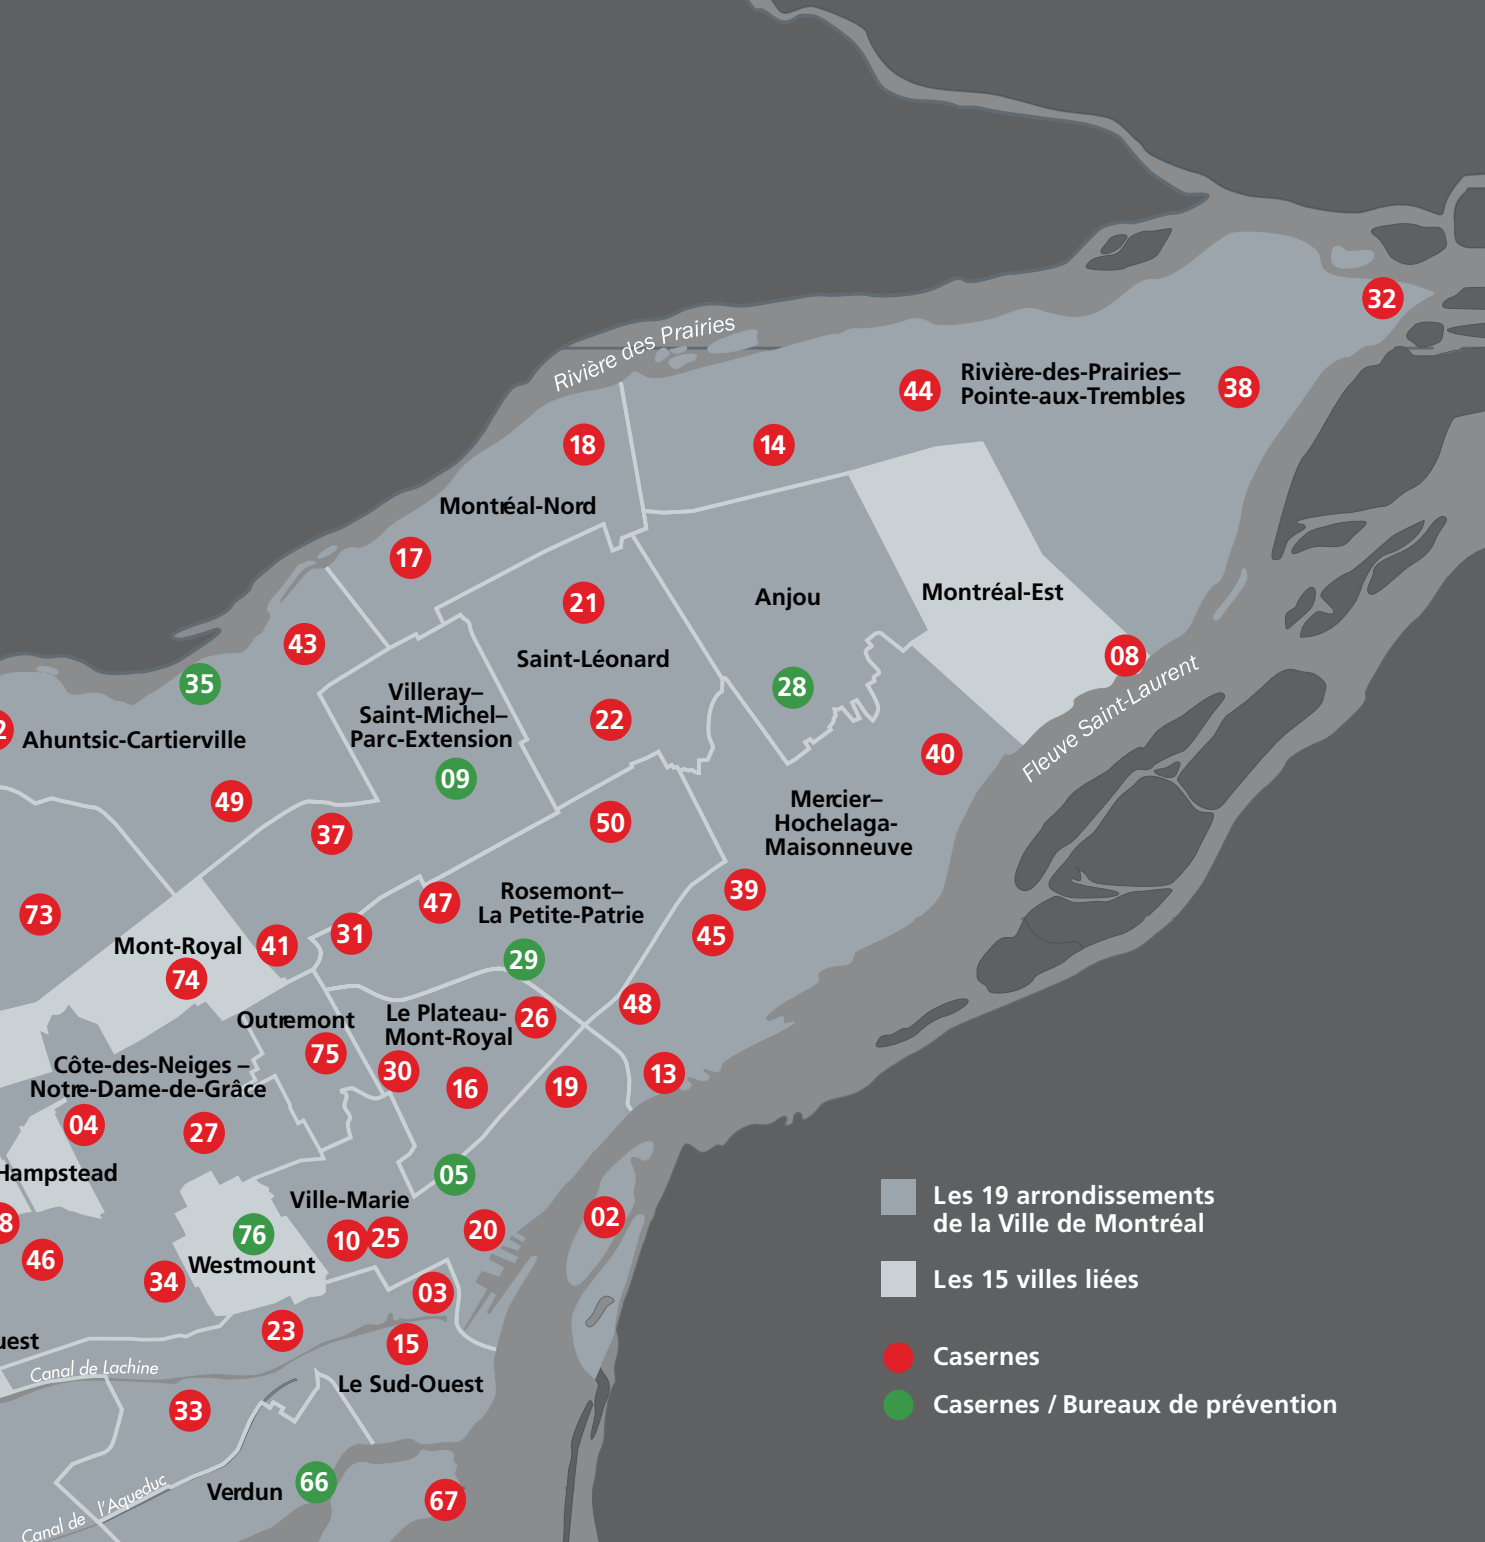 32
Rivière des Prairies
44
Rivière-des-Prairies–
Pointe-aux-Trembles
38
18
14
Montréal-Nord
17
21
Anjou
Montréal-Est
43
Saint-Léonard
08
35
28
Villeray–
Saint-Michel–
Parc-Extension
22
2
Ahuntsic-Cartierville
Fleuve Saint-Laurent
40
09
49
37
50
Mercier–
Hochelaga-
Maisonneuve
73
47
Rosemont–
La Petite-Patrie
39
31
45
Mont-Royal
41
29
74
48
Outremont
Le Plateau-
Mont-Royal
26
75
30
16
19
13
Côte-des-Neiges –
Notre-Dame-de-Grâce
04
27
Hampstead
05
Ville-Marie
8
76
10
25
20
02
46
Westmount
34
03
23
15
uest
Canal de Lachine
Le Sud-Ouest
33
Verdun
66
67
Canal de l'Aqueduc
Les 19 arrondissements
de la Ville de Montréal
Les 15 villes liées
Casernes
Casernes / Bureaux de prévention